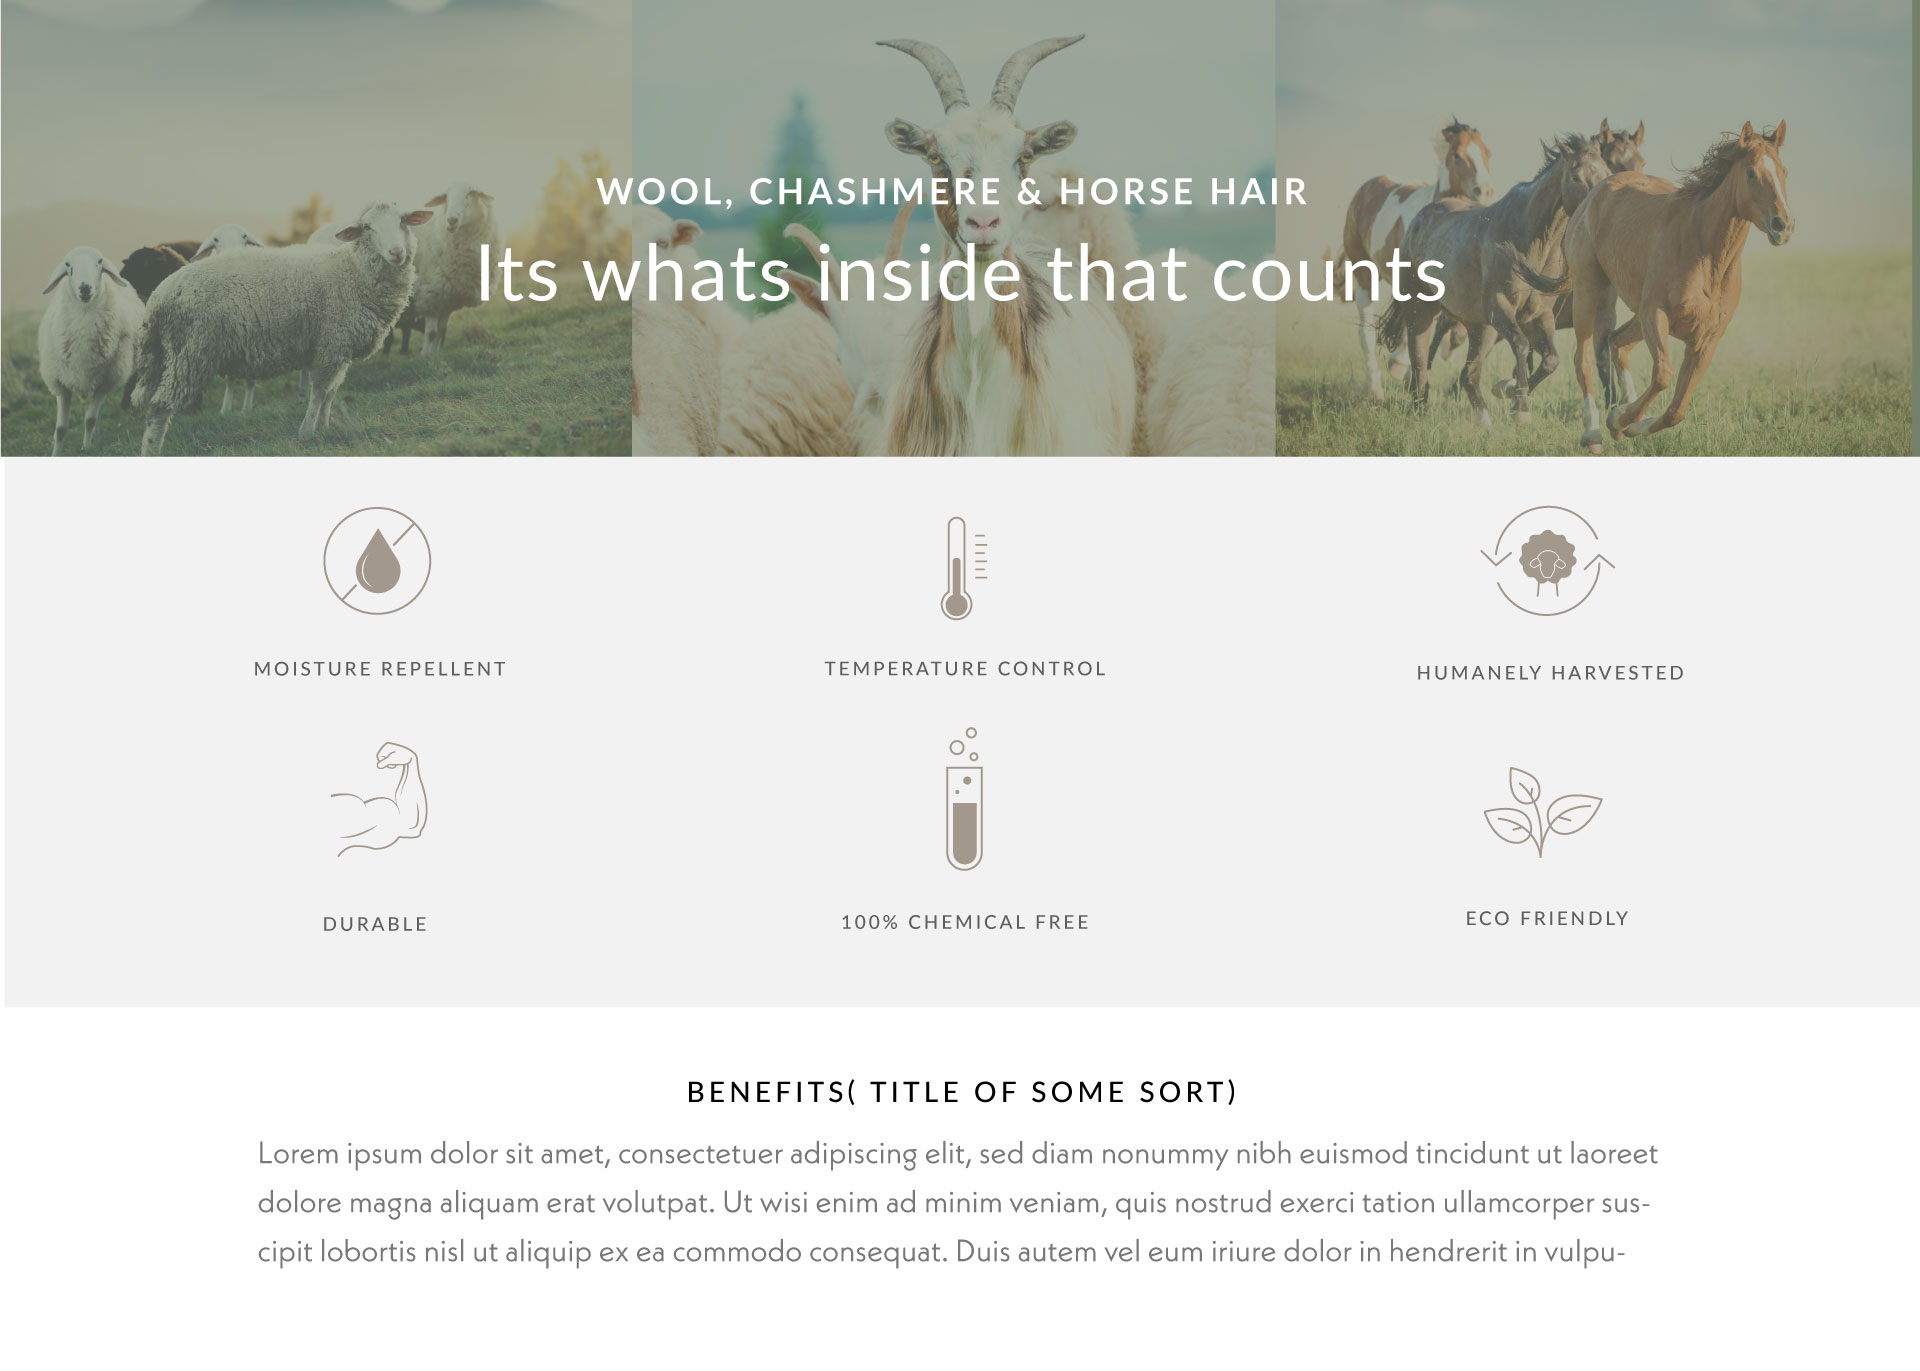 WOOL, CHASHMERE & HORSE HAIR
Its whats inside that counts
MOISTURE REPELLENT
TEMPERATURE CONTROL
HUMANELY HARVESTED
DURABLE
100% CHEMICAL FREE
ECO FRIENDLY
BENEFITS( TITLE OF SOME SORT)
Lorem ipsum dolor sit amet, consectetuer adipiscing elit, sed diam nonummy nibh euismod tincidunt ut laoreet
dolore magna aliquam erat volutpat. Ut wisi enim ad minim veniam, quis nostrud exerci tation ullamcorper sus-
cipit lobortis nisl ut aliquip ex ea commodo consequat. Duis autem vel eum iriure dolor in hendrerit in vulpu-